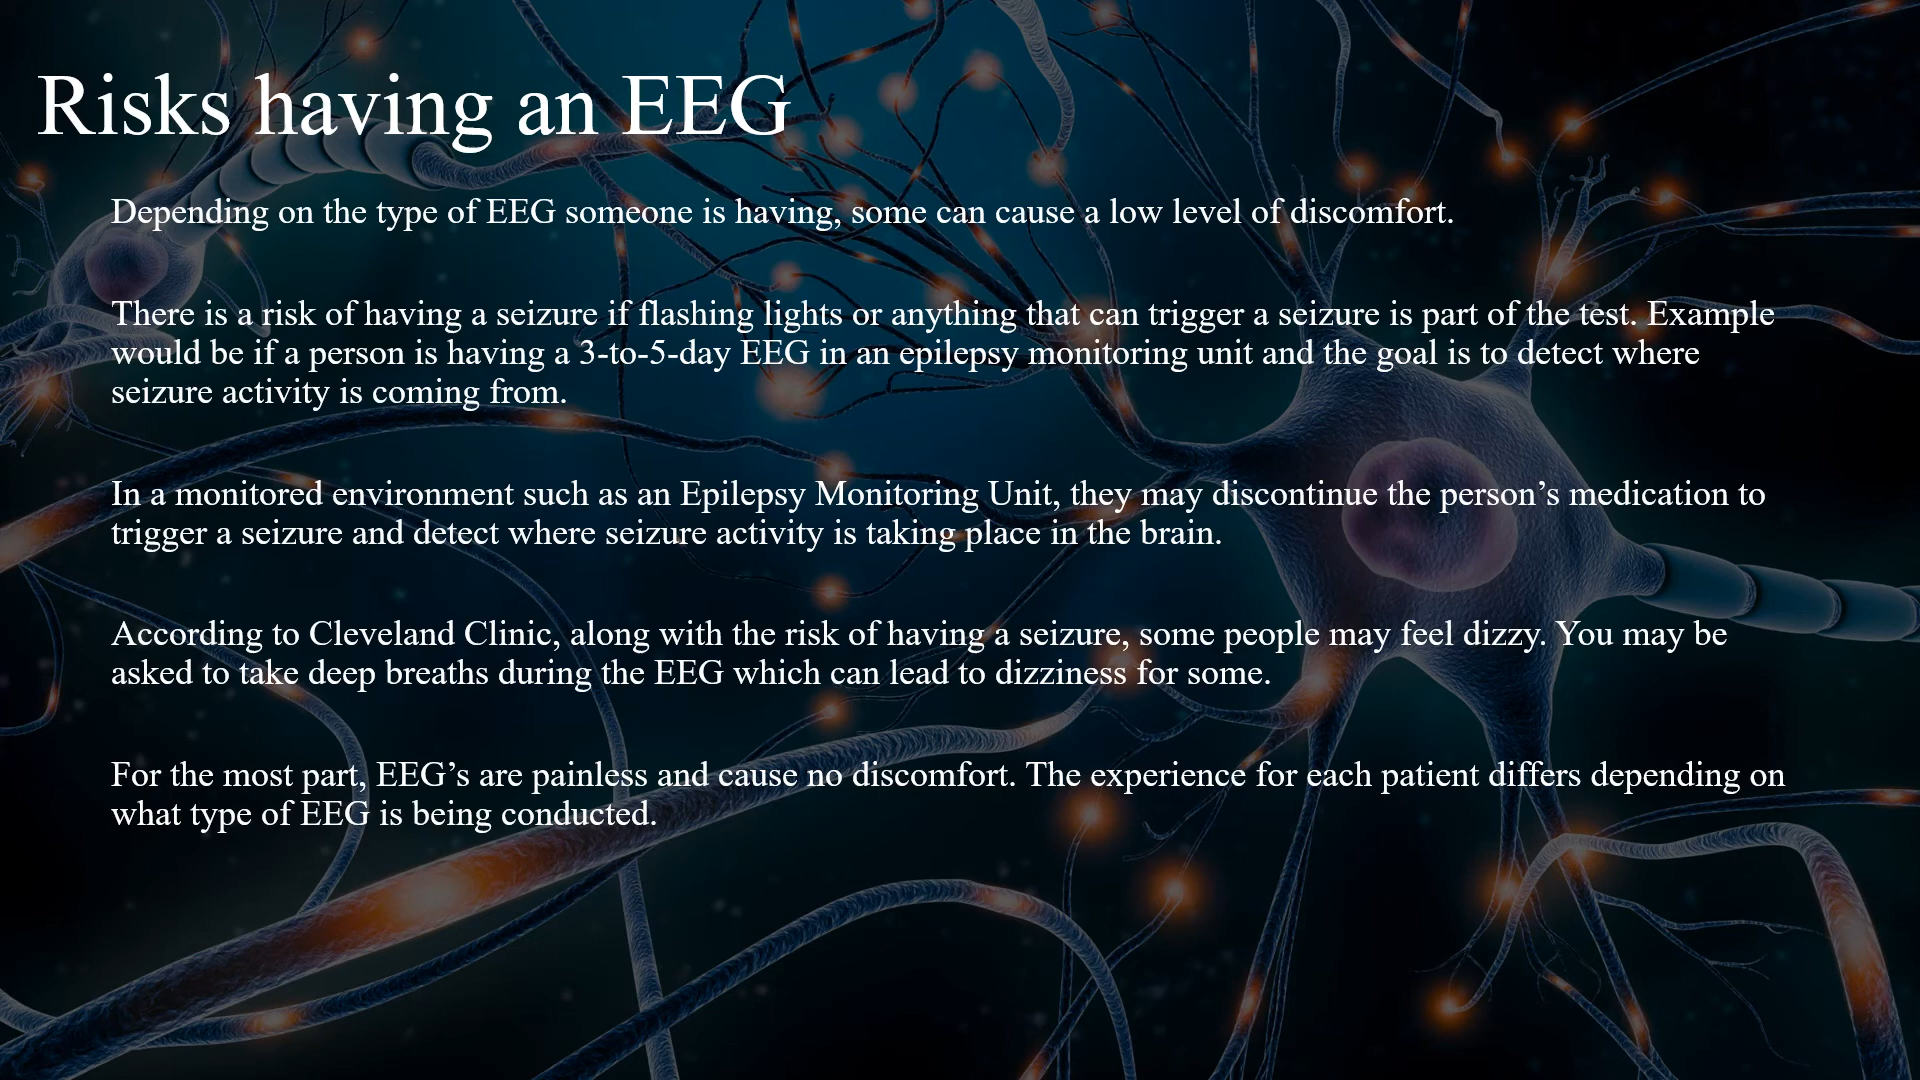 Risks having an EEG
Depending on the type of EEG someone is having, some can cause a low level of discomfort.
There is a risk of having a seizure if flashing lights or anything that can trigger a seizure is part of the test. Example
would be if a person is having a 3-to-5-day EEG in an epilepsy monitoring unit and the goal is to detect where
seizure activity is coming from.
In a monitored environment such as an Epilepsy Monitoring Unit, they may discontinue the person’s medication to
trigger a seizure and detect where seizure activity is taking place in the brain.
According to Cleveland Clinic, along with the risk of having a seizure, some people may feel dizzy. You may be
asked to take deep breaths during the EEG which can lead to dizziness for some.
For the most part, EEG’s are painless and cause no discomfort. The experience for each patient differs depending on
what type of EEG is being conducted.